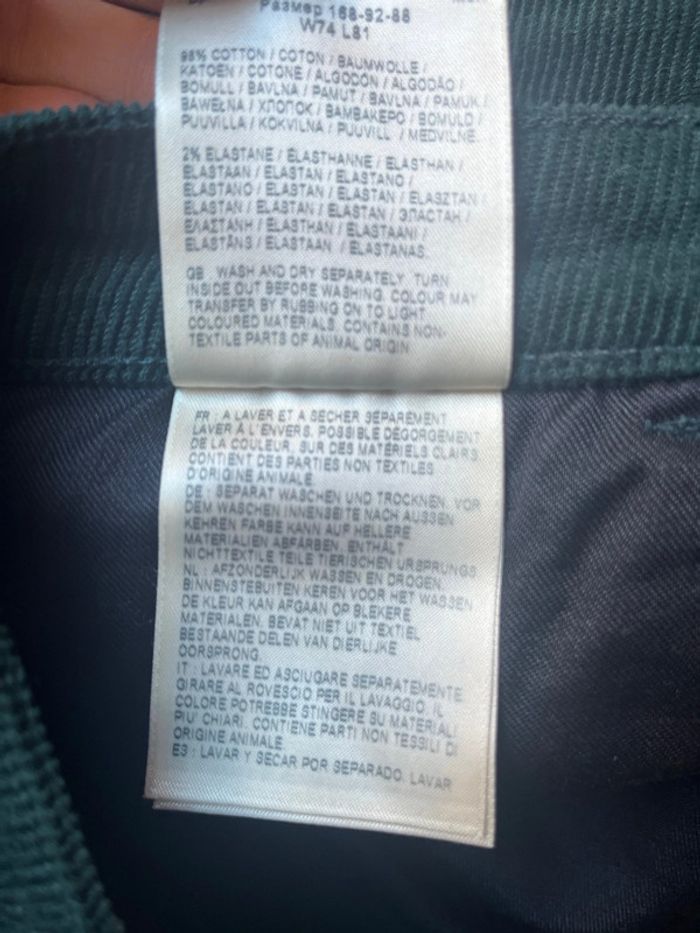 Размер 168-92-88
W74 L81
98% COTTON / COTON / BAUMWOLLE /
KATOEN / COTONE / ALGODÓN / ALGODÃO /
BOMULL / BAVLNA / PAMUT / BAVLNA / PAMUK /
BAWEŁNA / ХЛОПОК / ΒΑΜΒΑΚΕΡΟ / BOMULD /
PUUVILLA / KOKVILNA / PUUVILL / MEDVILNE.
2% ELASTANE / ÉLASTHANNE / ELASTHAN /
ELASTAAN / ELASTAN / ELASTANO /
ELASTANO / ELASTAN / ELASTAN / ELASZTÁN /
ELASTAN / ELASTAN / ELASTAN / ЭЛАСТАН /
ΕΛΑΣΤΑΝΗ / ELASTHAN / ELASTAANI /
ELASTĀNS / ELASTAAN / ELASTANAS.
GB : WASH AND DRY SEPARATELY. TURN
INSIDE OUT BEFORE WASHING. COLOUR MAY
TRANSFER BY RUBBING ON TO LIGHT
COLOURED MATERIALS. CONTAINS NON-
TEXTILE PARTS OF ANIMAL ORIGIN
FR : A LAVER ET A SECHER SÉPARÉMENT
LAVER À L'ENVERS. POSSIBLE DÉGORGEMENT
DE LA COULEUR, SUR DES MATÉRIELS CLAIRS.
CONTIENT DES PARTIES NON TEXTILES
D'ORIGINE ANIMALE.
DE : SEPARAT WASCHEN UND TROCKNEN. VOR
DEM WASCHEN INNENSEITE NACH AUSSEN
KEHREN FARBE KANN AUF HELLERE
MATERIALIEN ABFÄRBEN. ENTHÄLT
NICHTTEXTILE TEILE TIERISCHEN URSPRUNGS.
NL : AFZONDERLIJK WASSEN EN DROGEN.
BINNENSTEBUITEN KEREN VOOR HET WASSEN
DE KLEUR KAN AFGAAN OP BLEKERE
MATERIALEN. BEVAT NIET UIT TEXTIEL
BESTAANDE DELEN VAN DIERLIJKE
OORSPRONG.
IT : LAVARE ED ASCIUGARE SEPARATEMENTE
GIRARE AL ROVESCIO PER IL LAVAGGIO. IL
COLORE POTREBBE STINGERE SU MATERIALI
PIU' CHIARI. CONTIENE PARTI NON TESSILI DI
ORIGINE ANIMALE.
ES : LAVAR Y SECAR POR SEPARADO. LAVAR